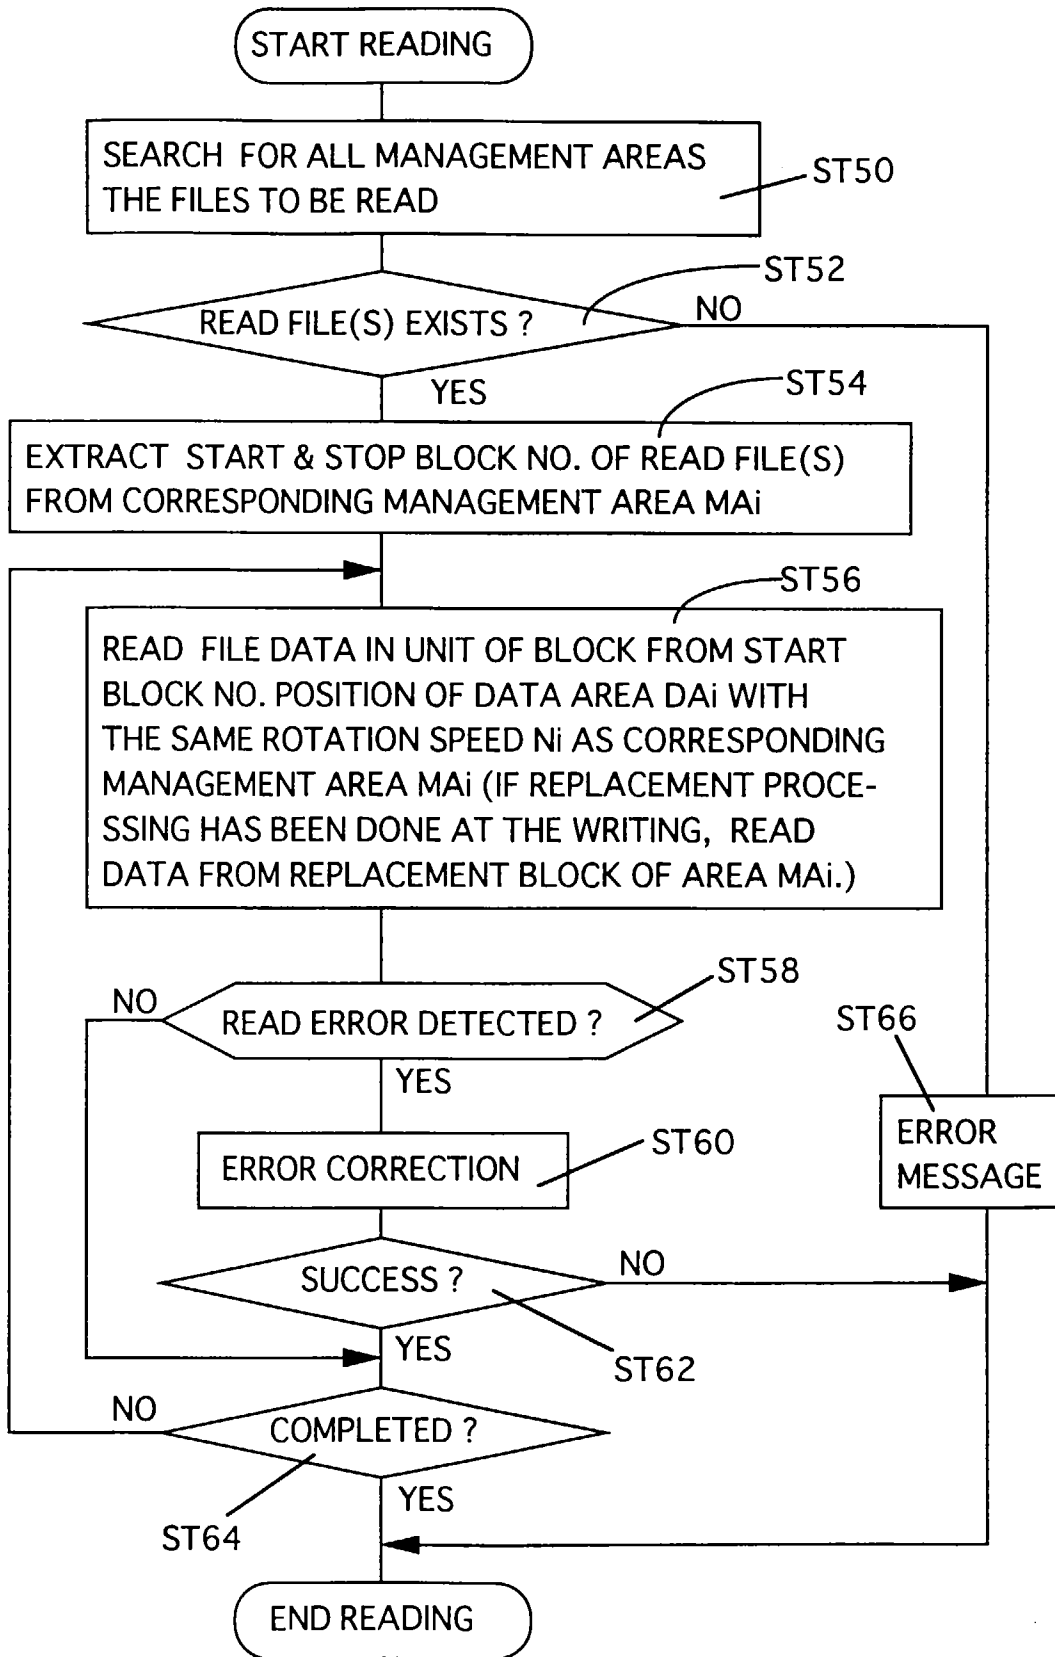 START READING
SEARCH FOR ALL MANAGEMENT AREAS
THE FILES TO BE READ
ST50
ST52
READ FILE(S) EXISTS ?
NO
YES
ST54
EXTRACT START & STOP BLOCK NO. OF READ FILE(S)
FROM CORRESPONDING MANAGEMENT AREA MAi
ST56
READ FILE DATA IN UNIT OF BLOCK FROM START
BLOCK NO. POSITION OF DATA AREA DAi WITH
THE SAME ROTATION SPEED Ni AS CORRESPONDING
MANAGEMENT AREA MAi (IF REPLACEMENT PROCE-
SSING HAS BEEN DONE AT THE WRITING, READ
DATA FROM REPLACEMENT BLOCK OF AREA MAi.)
ST58
NO
READ ERROR DETECTED ?
YES
ST66
ERROR
MESSAGE
ST60
ERROR CORRECTION
SUCCESS ?
NO
YES
ST62
NO
COMPLETED ?
YES
ST64
END READING